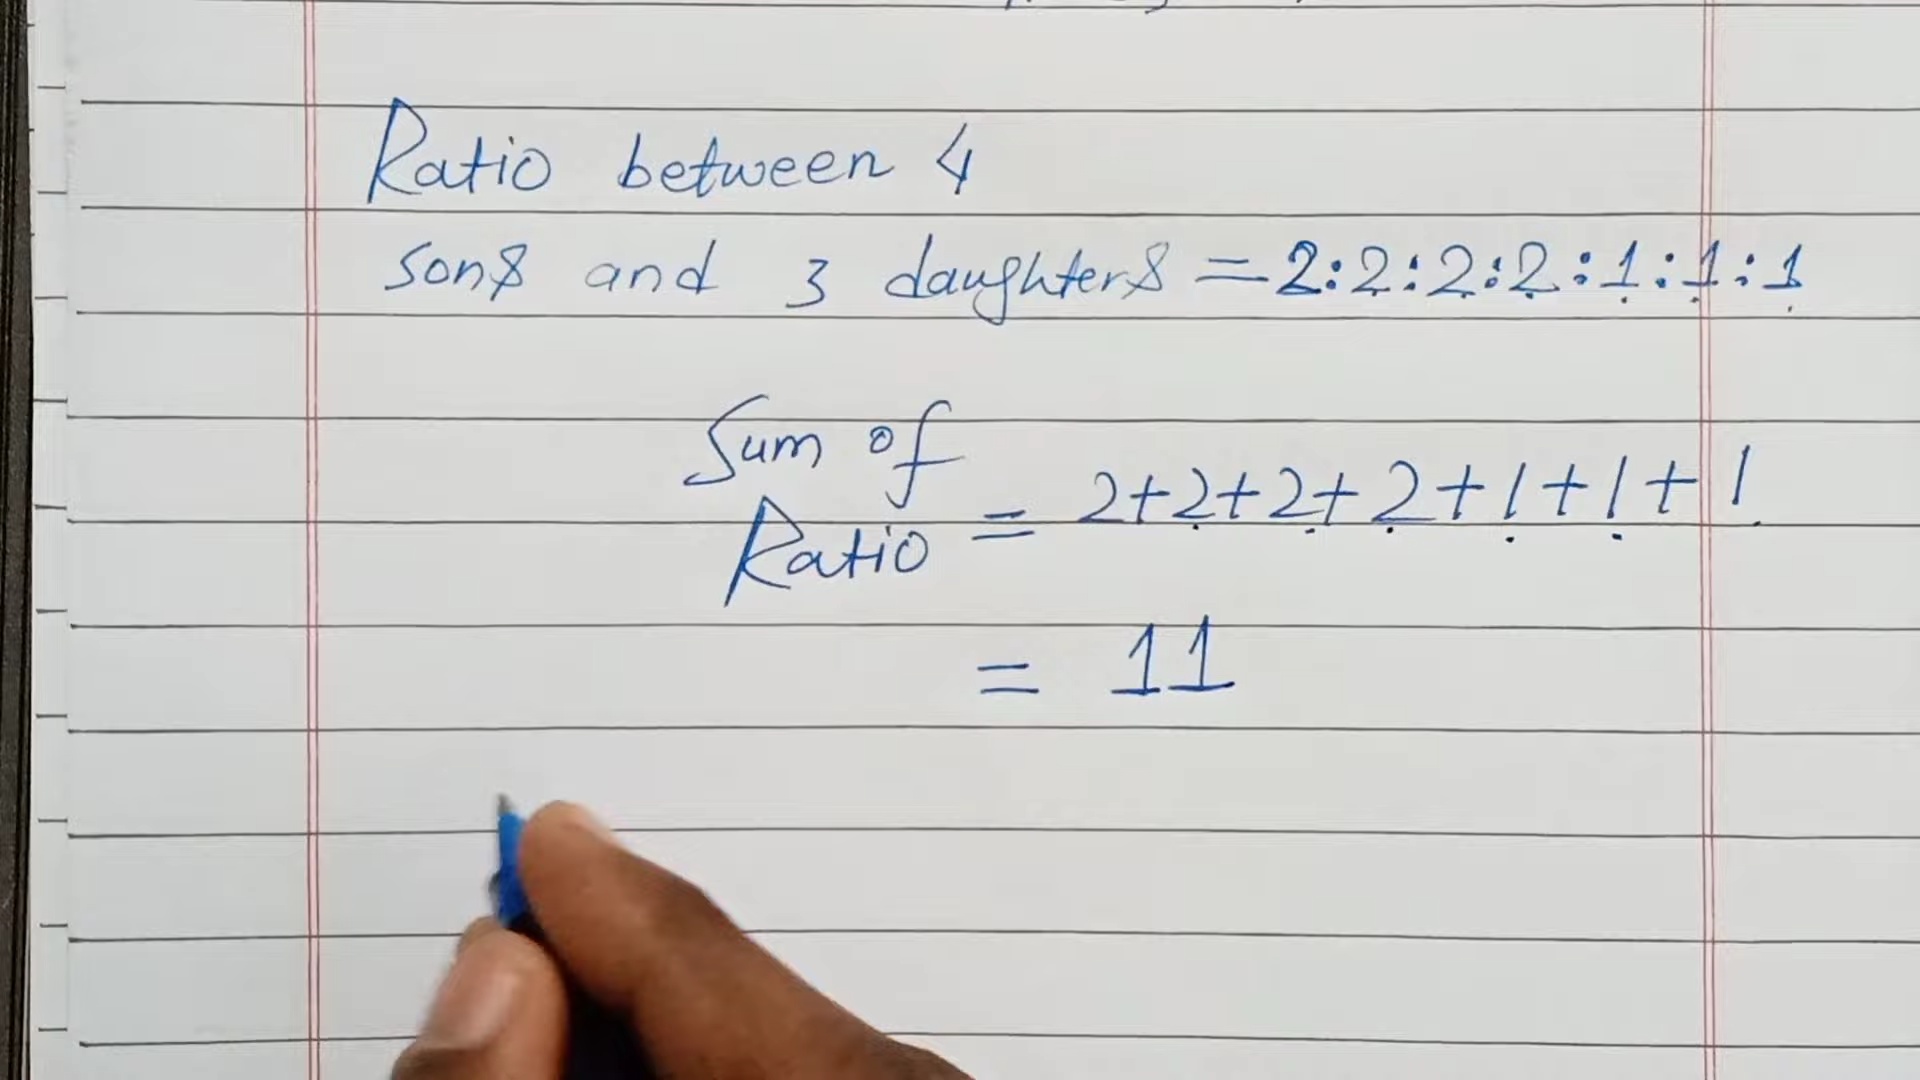 Ratio between 4
sons and 3 daughters = 2:2:2:2:1:1:1
Sum of
Ratio = 2+2+2+2+1+1+1
= 11